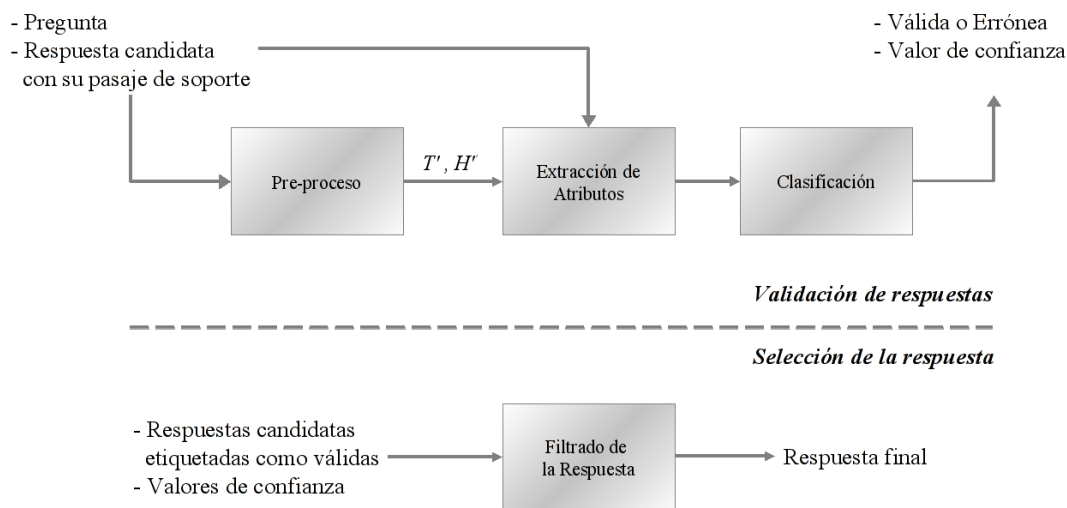 - Pregunta
- Respuesta candidata
con su pasaje de soporte
- Válida o Errónea
- Valor de confianza
Pre-proceso
T' , H'
Extracción de
Atributos
Clasificación
Validación de respuestas
Selección de la respuesta
- Respuestas candidatas
etiquetadas como válidas
- Valores de confianza
Filtrado de
la Respuesta
Respuesta final